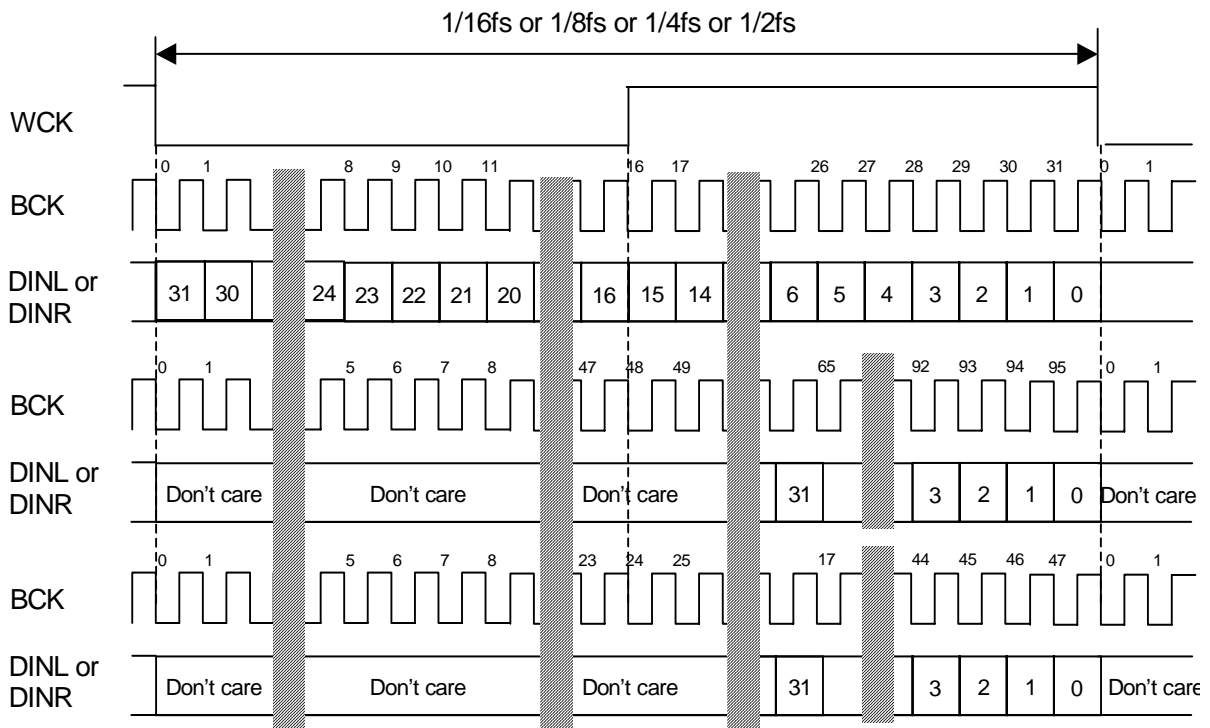 1/16fs or 1/8fs or 1/4fs or 1/2fs
WCK
0 1 8 9 10 11 16 17 26 27 28 29 30 31 0 1
BCK
DINL or
DINR
31 30 24 23 22 21 20 16 15 14 6 5 4 3 2 1 0
0 1 5 6 7 8 47 48 49 65 92 93 94 95 0 1
BCK
DINL or
DINR
Don't care Don't care Don't care 31 3 2 1 0 Don't care
0 1 5 6 7 8 23 24 25 17 44 45 46 47 0 1
BCK
DINL or
DINR
Don't care Don't care Don't care 31 3 2 1 0 Don't care